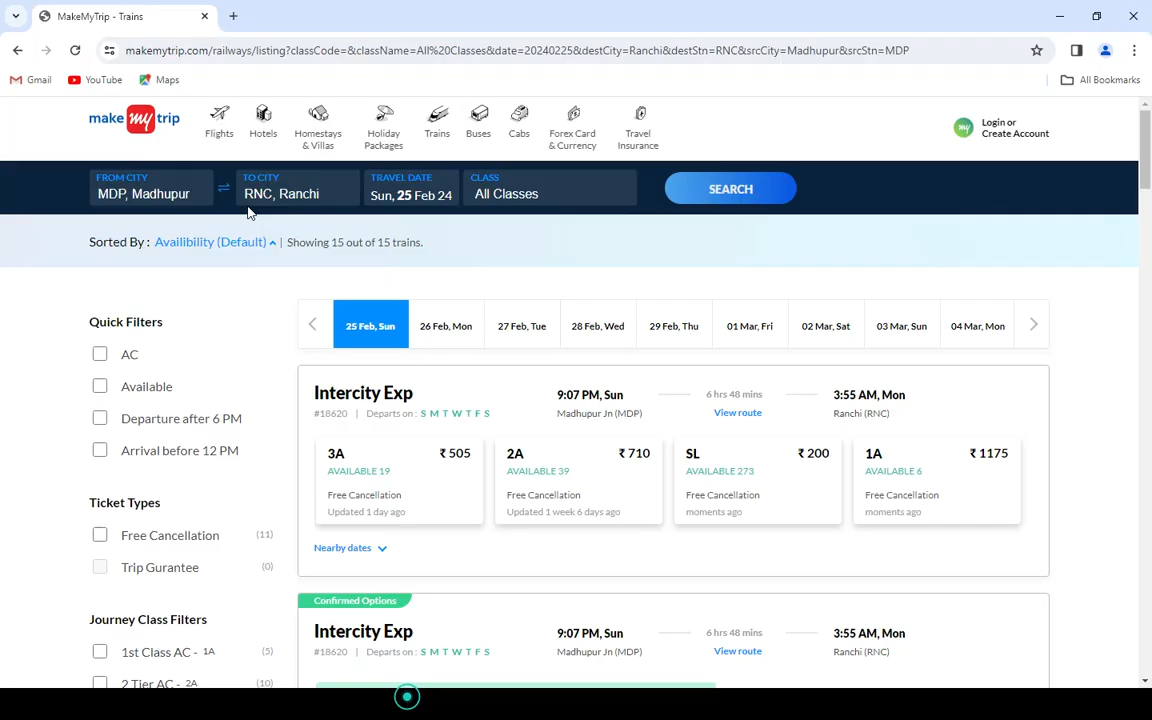 MakeMyTrip - Trains
makemytrip.com/railways/listing?classCode=&className=All%20Classes&date=20240225&destCity=Ranchi&destStn=RNC&srcCity=Madhupur&srcStn=MDP
Gmail YouTube Maps All Bookmarks
make my trip
Flights Hotels Homestays & Villas Holiday Packages Trains Buses Cabs Forex Card & Currency Travel Insurance
my Login or Create Account
FROM CITY TO CITY TRAVEL DATE CLASS
MDP, Madhupur RNC, Ranchi Sun, 25 Feb 24 All Classes SEARCH
Sorted By : Availibility (Default) | Showing 15 out of 15 trains.
Quick Filters
AC
Available
Departure after 6 PM
Arrival before 12 PM
Ticket Types
Free Cancellation (11)
Trip Gurantee (0)
Journey Class Filters
1st Class AC - 1A (5)
2 Tier AC - 2A (10)
25 Feb, Sun 26 Feb, Mon 27 Feb, Tue 28 Feb, Wed 29 Feb, Thu 01 Mar, Fri 02 Mar, Sat 03 Mar, Sun 04 Mar, Mon
Intercity Exp 9:07 PM, Sun 6 hrs 48 mins 3:55 AM, Mon
#18620 | Departs on : S M T W T F S Madhupur Jn (MDP) View route Ranchi (RNC)
3A ₹ 505 2A ₹ 710 SL ₹ 200 1A ₹ 1175
AVAILABLE 19 AVAILABLE 39 AVAILABLE 273 AVAILABLE 6
Free Cancellation Free Cancellation Free Cancellation Free Cancellation
Updated 1 day ago Updated 1 week 6 days ago moments ago moments ago
Nearby dates
Confirmed Options
Intercity Exp 9:07 PM, Sun 6 hrs 48 mins 3:55 AM, Mon
#18620 | Departs on : S M T W T F S Madhupur Jn (MDP) View route Ranchi (RNC)